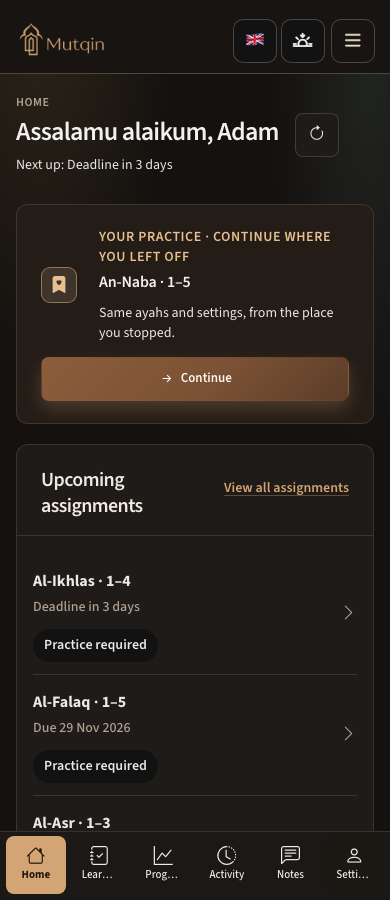 Mutqin
HOME
Assalamu alaikum, Adam
Next up: Deadline in 3 days
YOUR PRACTICE · CONTINUE WHERE
YOU LEFT OFF
An-Naba · 1–5
Same ayahs and settings, from the place
you stopped.
→ Continue
Upcoming
assignments
View all assignments
Al-Ikhlas · 1–4
Deadline in 3 days
Practice required
Al-Falaq · 1–5
Due 29 Nov 2026
Practice required
Al-Asr · 1–3
Home
Lear…
Prog…
Activity
Notes
Setti…